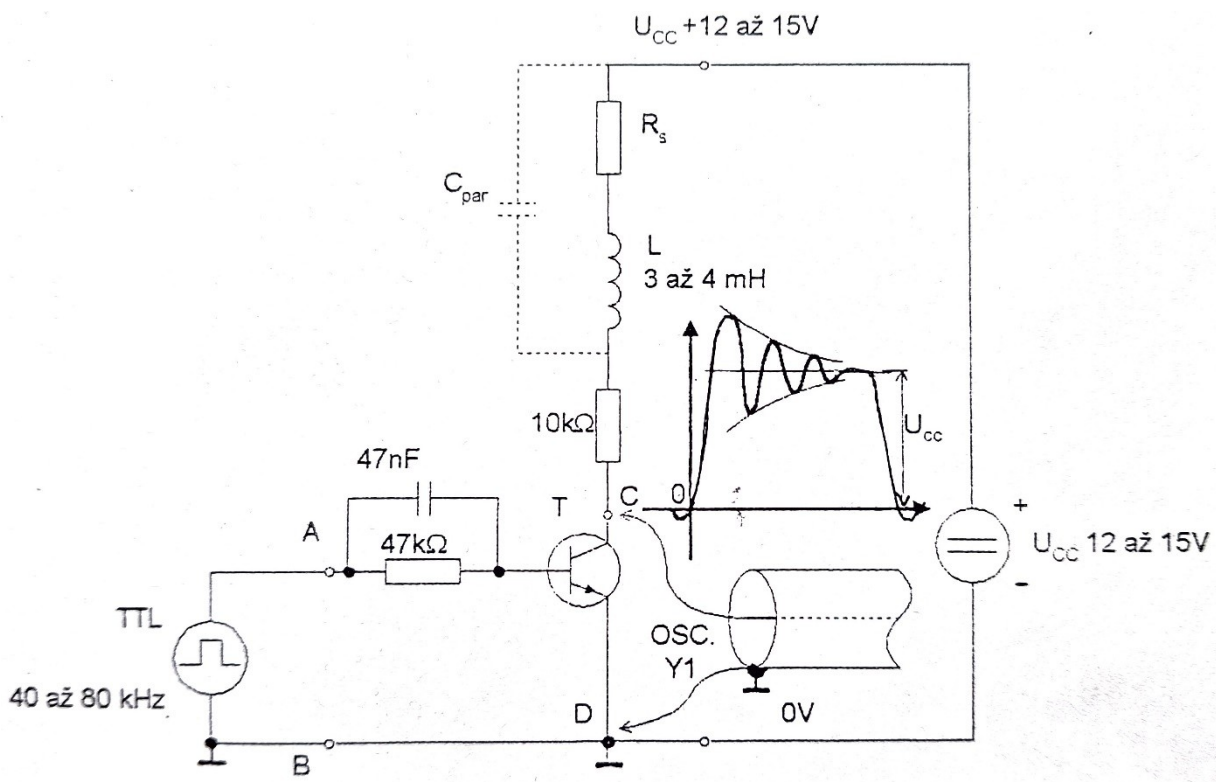 U_CC +12 až 15V
R_s
C_par
L
3 až 4 mH
10kΩ
U_cc
47nF
T
C
0
+
A
47kΩ
U_CC 12 až 15V
-
TTL
OSC.
Y1
40 až 80 kHz
D
0V
B